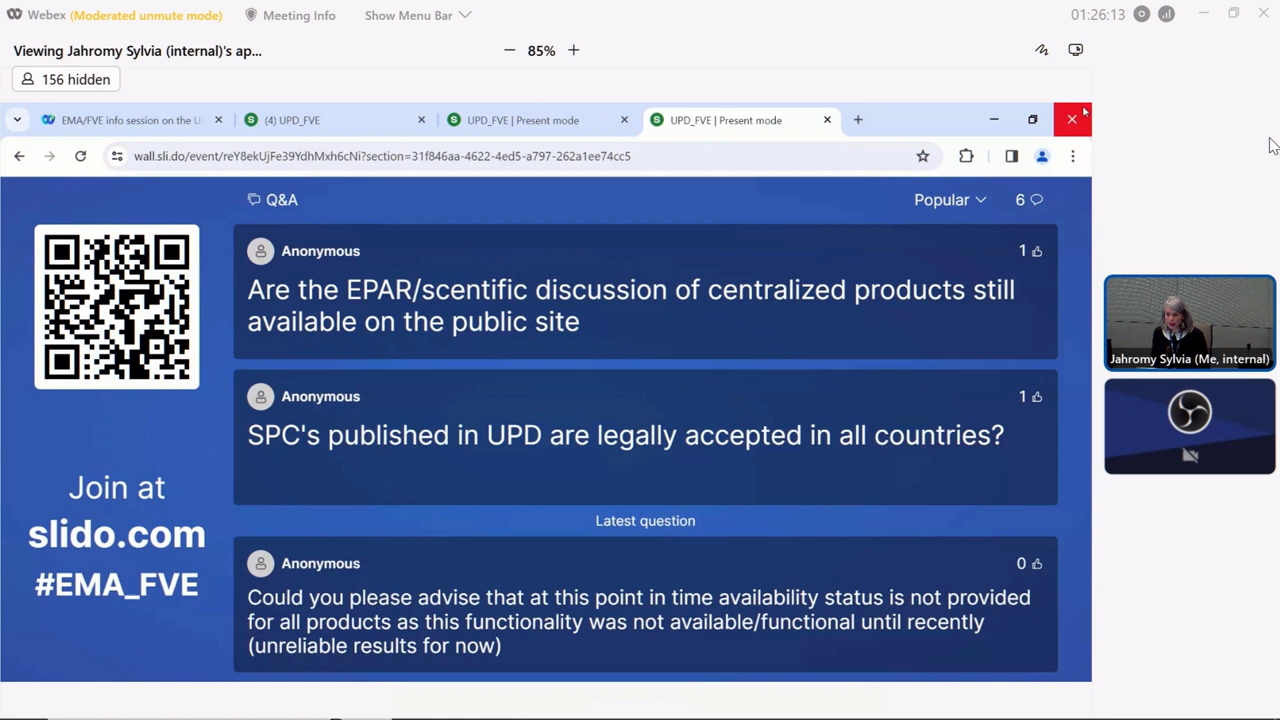 Webex (Moderated unmute mode) Meeting Info Show Menu Bar 01:26:13
Viewing Jahromy Sylvia (internal)'s ap... 85%
156 hidden
EMA/FVE info session on the U (4) UPD_FVE UPD_FVE | Present mode UPD_FVE | Present mode
wall.sli.do/event/reY8ekUjFe39YdhMxh6cNi?section=31f846aa-4622-4ed5-a797-262a1ee74cc5
Q&A Popular 6
Anonymous 1
Are the EPAR/scentific discussion of centralized products still
available on the public site
Anonymous 1
SPC's published in UPD are legally accepted in all countries?
Join at
slido.com
#EMA_FVE
Latest question
Anonymous 0
Could you please advise that at this point in time availability status is not provided
for all products as this functionality was not available/functional until recently
(unreliable results for now)
Jahromy Sylvia (Me, internal)